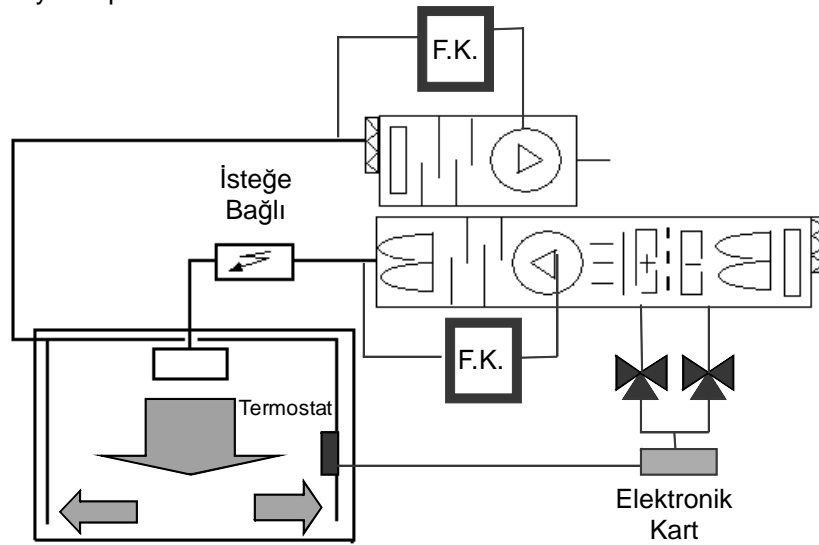 F.K.
İsteğe
Bağlı
F.K.
Termostat
Elektronik
Kart